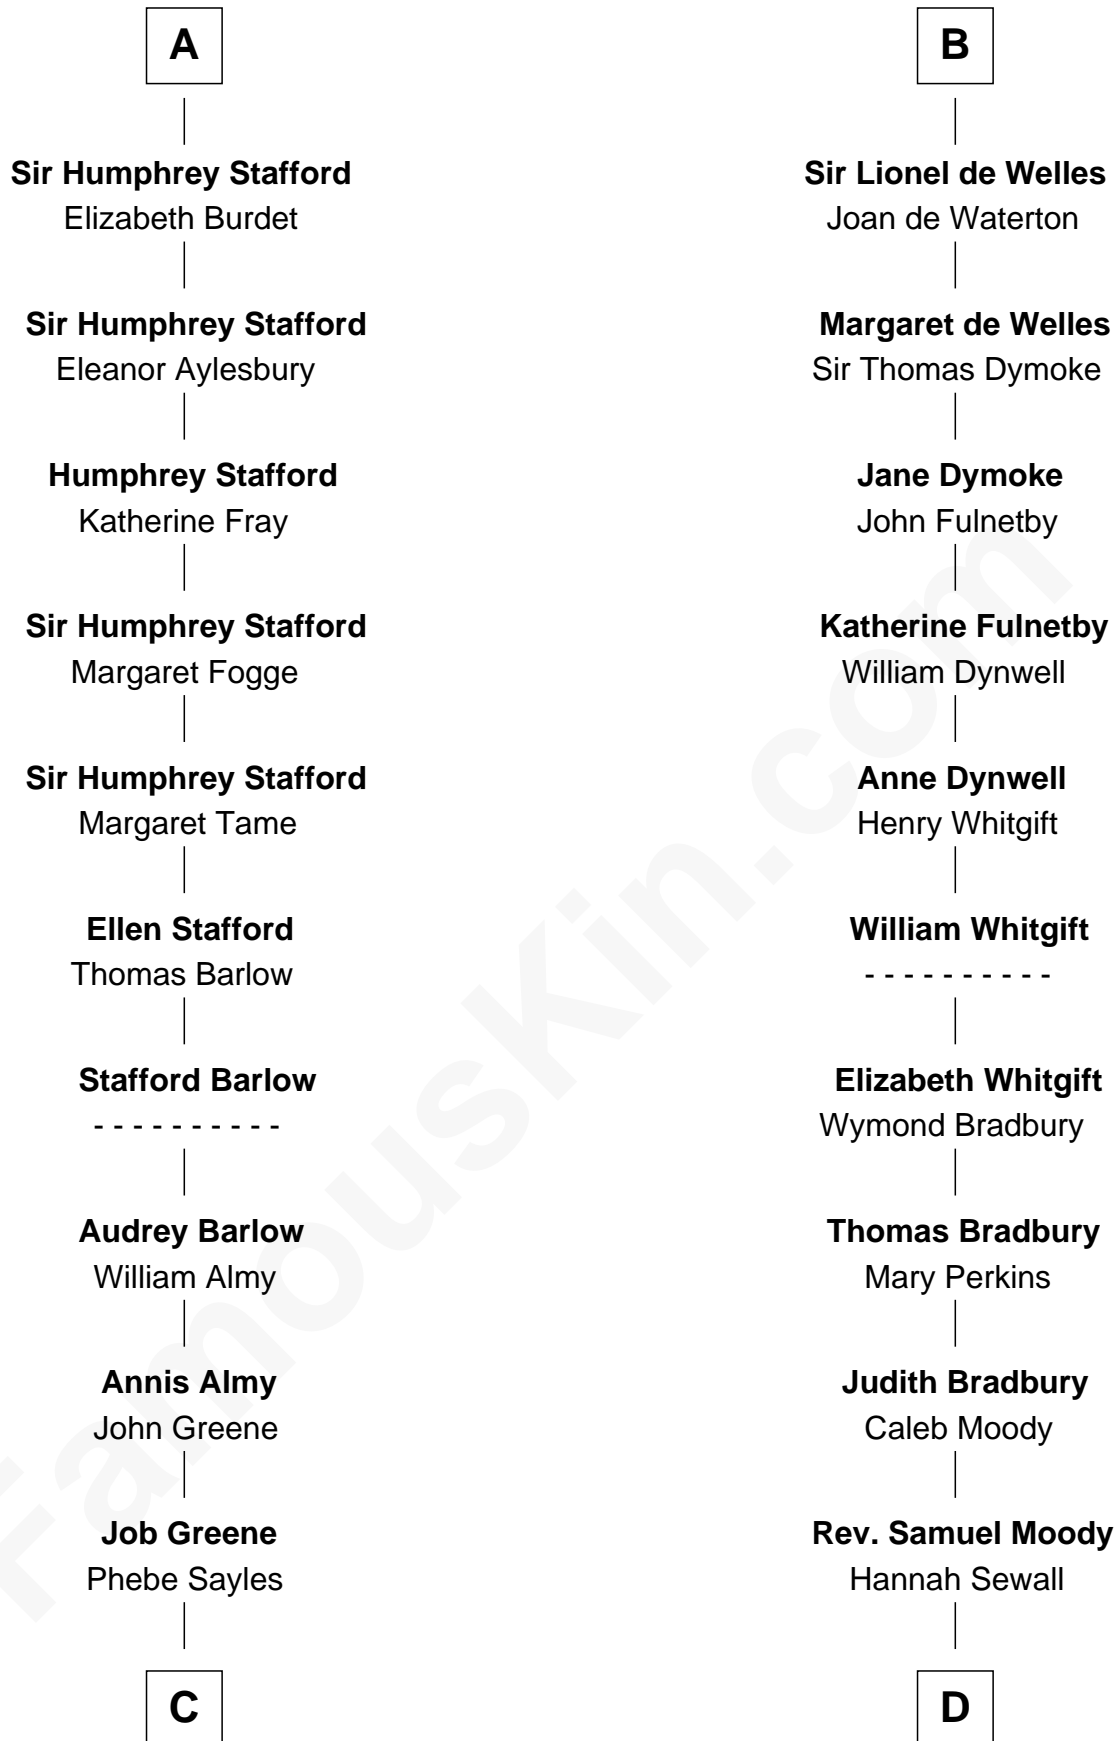 A
Sir Humphrey Stafford
Elizabeth Burdet
Sir Humphrey Stafford
Eleanor Aylesbury
Humphrey Stafford
Katherine Fray
Sir Humphrey Stafford
Margaret Fogge
Sir Humphrey Stafford
Margaret Tame
Ellen Stafford
Thomas Barlow
Stafford Barlow
- - - - - - - - - -
Audrey Barlow
William Almy
Annis Almy
John Greene
Job Greene
Phebe Sayles
C
B
Sir Lionel de Welles
Joan de Waterton
Margaret de Welles
Sir Thomas Dymoke
Jane Dymoke
John Fulnetby
Katherine Fulnetby
William Dynwell
Anne Dynwell
Henry Whitgift
William Whitgift
- - - - - - - - - -
Elizabeth Whitgift
Wymond Bradbury
Thomas Bradbury
Mary Perkins
Judith Bradbury
Caleb Moody
Rev. Samuel Moody
Hannah Sewall
D
FamousKin.com